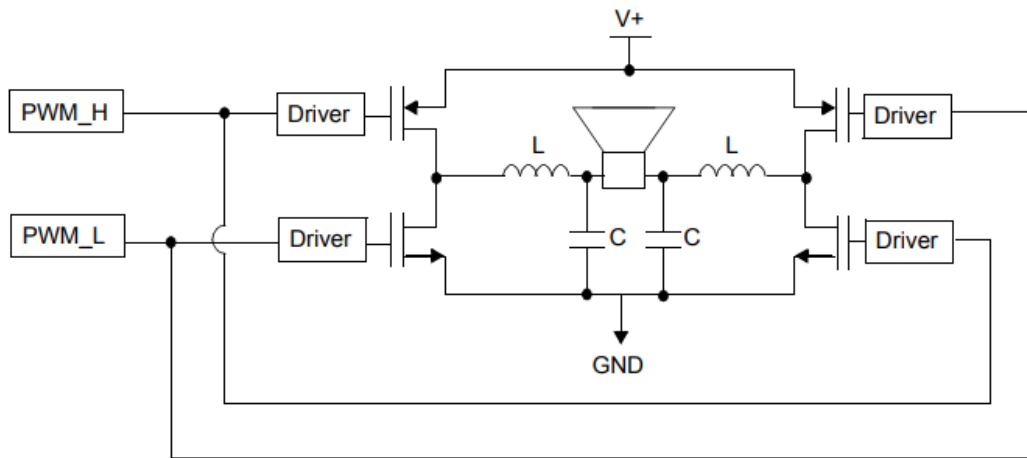 V+
PWM_H
Driver
Driver
L
L
PWM_L
Driver
C
C
Driver
GND